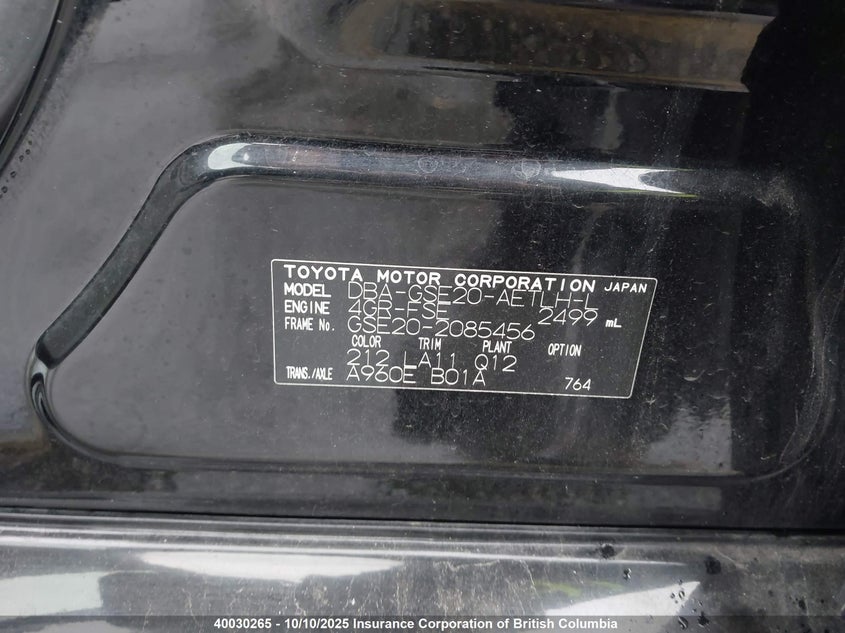 TOYOTA MOTOR CORPORATION JAPAN
MODEL DBA-GSE20-AETLH-L
ENGINE 4GR-FSE 2499 mL
FRAME No. GSE20-2085456
COLOR TRIM PLANT OPTION
212 LA11 Q12
TRANS./AXLE A960E B01A 764
40030265 - 10/10/2025 Insurance Corporation of British Columbia